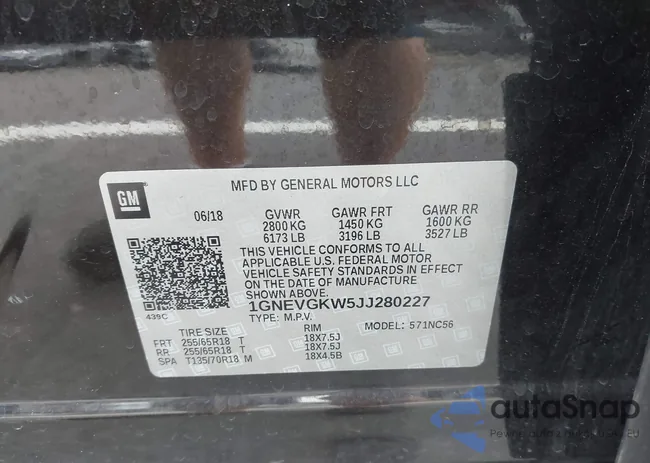 GM
MFD BY GENERAL MOTORS LLC
06/18 GVWR GAWR FRT GAWR RR
2800 KG 1450 KG 1600 KG
6173 LB 3196 LB 3527 LB
THIS VEHICLE CONFORMS TO ALL
APPLICABLE U.S. FEDERAL MOTOR
VEHICLE SAFETY STANDARDS IN EFFECT
ON THE DATE OF MANUFACTURE
SHOWN ABOVE.
439C
1GNEVGKW5JJ280227
TYPE: M.P.V. MODEL: 571NC56
TIRE SIZE RIM
FRT 255/65R18 T 18X7.5J
RR 255/65R18 T 18X7.5J
SPA T135/70R18 M 18X4.5B
autoSnap